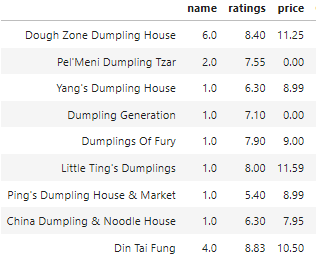 name ratings price
Dough Zone Dumpling House 6.0 8.40 11.25
Pel'Meni Dumpling Tzar 2.0 7.55 0.00
Yang's Dumpling House 1.0 6.30 8.99
Dumpling Generation 1.0 7.10 0.00
Dumplings Of Fury 1.0 7.90 9.00
Little Ting's Dumplings 1.0 8.00 11.59
Ping's Dumpling House & Market 1.0 5.40 8.99
China Dumpling & Noodle House 1.0 6.30 7.95
Din Tai Fung 4.0 8.83 10.50